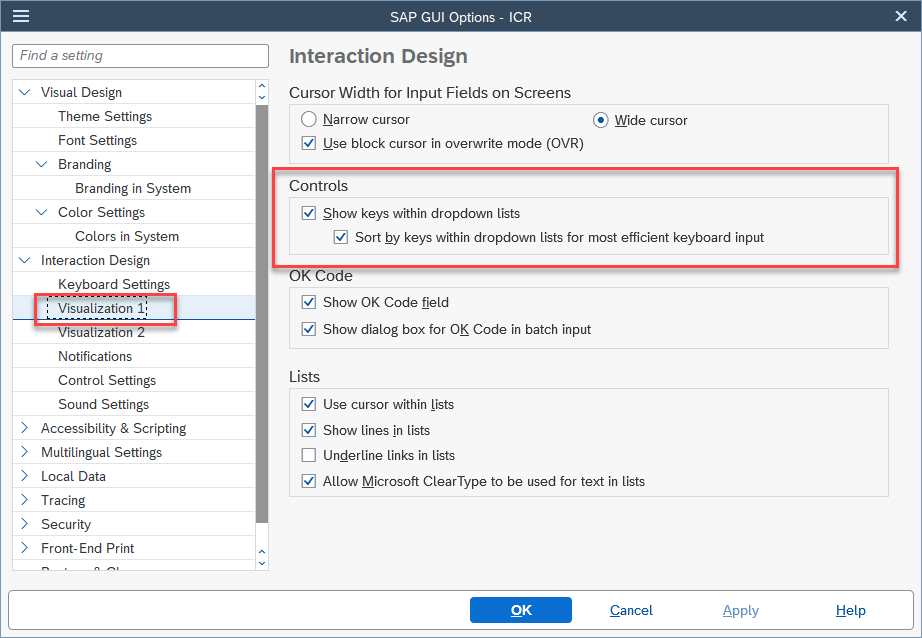 SAP GUI Options - ICR
Find a setting
Visual Design
Theme Settings
Font Settings
Branding
Branding in System
Color Settings
Colors in System
Interaction Design
Keyboard Settings
Visualization 1
Visualization 2
Notifications
Control Settings
Sound Settings
Accessibility & Scripting
Multilingual Settings
Local Data
Tracing
Security
Front-End Print
Interaction Design
Cursor Width for Input Fields on Screens
Narrow cursor
Wide cursor
Use block cursor in overwrite mode (OVR)
Controls
Show keys within dropdown lists
Sort by keys within dropdown lists for most efficient keyboard input
OK Code
Show OK Code field
Show dialog box for OK Code in batch input
Lists
Use cursor within lists
Show lines in lists
Underline links in lists
Allow Microsoft ClearType to be used for text in lists
OK
Cancel
Apply
Help